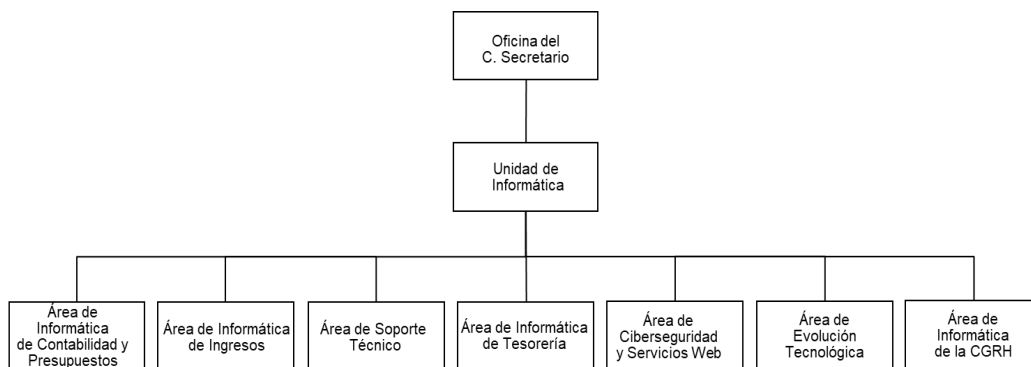 Oficina del
C. Secretario
Unidad de
Informática
Área de
Informática
de Contabilidad y
Presupuestos
Área de Informática
de Ingresos
Área de Soporte
Técnico
Área de Informática
de Tesorería
Área de
Ciberseguridad
y Servicios Web
Área de
Evolución
Tecnológica
Área de
Informática
de la CGRH